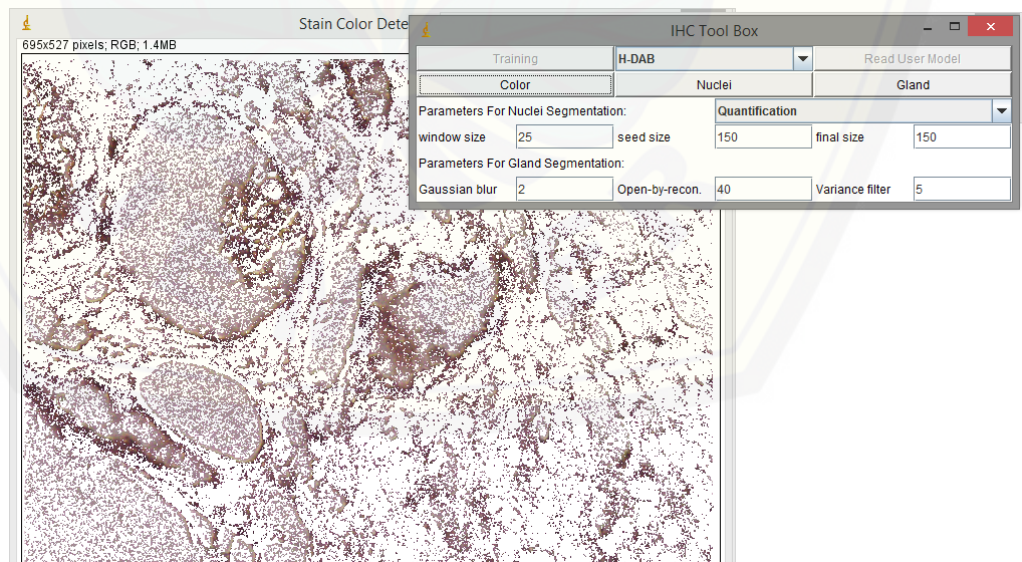 Stain Color Dete
695x527 pixels; RGB; 1.4MB
IHC Tool Box
Training H-DAB Read User Model
Color Nuclei Gland
Parameters For Nuclei Segmentation: Quantification
window size 25 seed size 150 final size 150
Parameters For Gland Segmentation:
Gaussian blur 2 Open-by-recon. 40 Variance filter 5